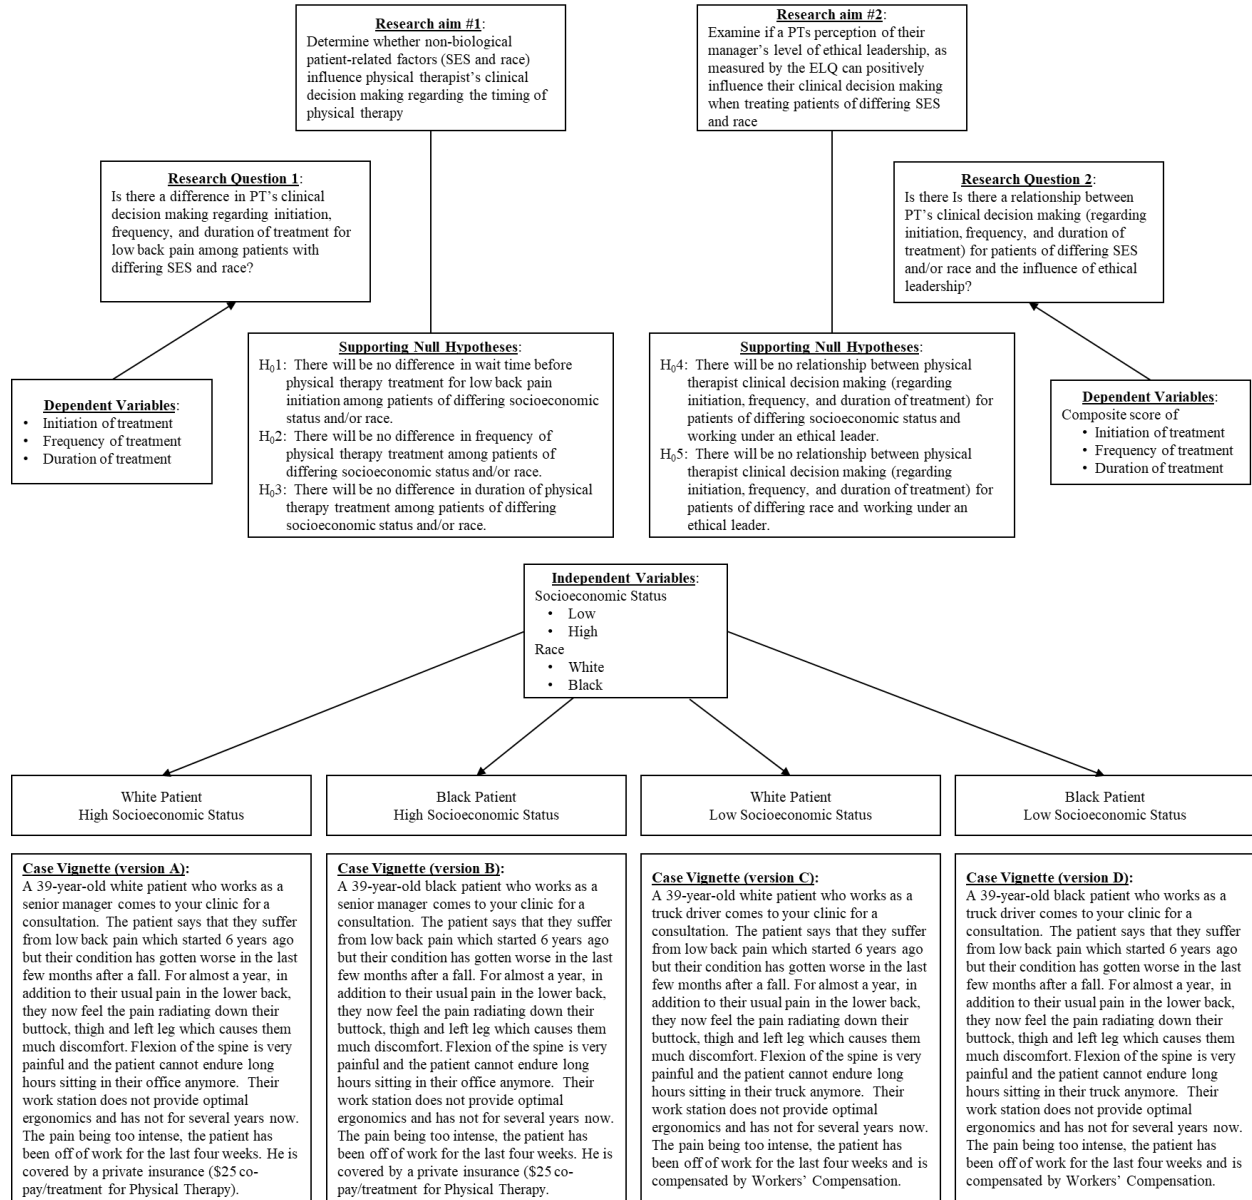 Research aim #1:
Determine whether non-biological
patient-related factors (SES and race)
influence physical therapist's clinical
decision making regarding the timing of
physical therapy
Research aim #2:
Examine if a PTs perception of their
manager's level of ethical leadership, as
measured by the ELQ can positively
influence their clinical decision making
when treating patients of differing SES
and race
Research Question 1:
Is there a difference in PT's clinical
decision making regarding initiation,
frequency, and duration of treatment for
low back pain among patients with
differing SES and race?
Research Question 2:
Is there Is there a relationship between
PT's clinical decision making (regarding
initiation, frequency, and duration of
treatment) for patients of differing SES
and/or race and the influence of ethical
leadership?
Dependent Variables:
• Initiation of treatment
• Frequency of treatment
• Duration of treatment
Supporting Null Hypotheses:
H₀1: There will be no difference in wait time before
physical therapy treatment for low back pain
initiation among patients of differing socioeconomic
status and/or race.
H₀2: There will be no difference in frequency of
physical therapy treatment among patients of
differing socioeconomic status and/or race.
H₀3: There will be no difference in duration of physical
therapy treatment among patients of differing
socioeconomic status and/or race.
Supporting Null Hypotheses:
H₀4: There will be no relationship between physical
therapist clinical decision making (regarding
initiation, frequency, and duration of treatment) for
patients of differing socioeconomic status and
working under an ethical leader.
H₀5: There will be no relationship between physical
therapist clinical decision making (regarding
initiation, frequency, and duration of treatment) for
patients of differing race and working under an
ethical leader.
Dependent Variables:
Composite score of
• Initiation of treatment
• Frequency of treatment
• Duration of treatment
Independent Variables:
Socioeconomic Status
• Low
• High
Race
• White
• Black
White Patient
High Socioeconomic Status
Black Patient
High Socioeconomic Status
White Patient
Low Socioeconomic Status
Black Patient
Low Socioeconomic Status
Case Vignette (version A):
A 39-year-old white patient who works as a
senior manager comes to your clinic for a
consultation. The patient says that they suffer
from low back pain which started 6 years ago
but their condition has gotten worse in the last
few months after a fall. For almost a year, in
addition to their usual pain in the lower back,
they now feel the pain radiating down their
buttock, thigh and left leg which causes them
much discomfort. Flexion of the spine is very
painful and the patient cannot endure long
hours sitting in their office anymore. Their
work station does not provide optimal
ergonomics and has not for several years now.
The pain being too intense, the patient has
been off of work for the last four weeks. He is
covered by a private insurance ($25 co-
pay/treatment for Physical Therapy).
Case Vignette (version B):
A 39-year-old black patient who works as a
senior manager comes to your clinic for a
consultation. The patient says that they suffer
from low back pain which started 6 years ago
but their condition has gotten worse in the last
few months after a fall. For almost a year, in
addition to their usual pain in the lower back,
they now feel the pain radiating down their
buttock, thigh and left leg which causes them
much discomfort. Flexion of the spine is very
painful and the patient cannot endure long
hours sitting in their office anymore. Their
work station does not provide optimal
ergonomics and has not for several years now.
The pain being too intense, the patient has
been off of work for the last four weeks. He is
covered by a private insurance ($25 co-
pay/treatment for Physical Therapy.
Case Vignette (version C):
A 39-year-old white patient who works as a
truck driver comes to your clinic for a
consultation. The patient says that they suffer
from low back pain which started 6 years ago
but their condition has gotten worse in the last
few months after a fall. For almost a year, in
addition to their usual pain in the lower back,
they now feel the pain radiating down their
buttock, thigh and left leg which causes them
much discomfort. Flexion of the spine is very
painful and the patient cannot endure long
hours sitting in their truck anymore. Their
work station does not provide optimal
ergonomics and has not for several years now.
The pain being too intense, the patient has
been off of work for the last four weeks and is
compensated by Workers' Compensation.
Case Vignette (version D):
A 39-year-old black patient who works as a
truck driver comes to your clinic for a
consultation. The patient says that they suffer
from low back pain which started 6 years ago
but their condition has gotten worse in the last
few months after a fall. For almost a year, in
addition to their usual pain in the lower back,
they now feel the pain radiating down their
buttock, thigh and left leg which causes them
much discomfort. Flexion of the spine is very
painful and the patient cannot endure long
hours sitting in their truck anymore. Their
work station does not provide optimal
ergonomics and has not for several years now.
The pain being too intense, the patient has
been off of work for the last four weeks and is
compensated by Workers' Compensation.